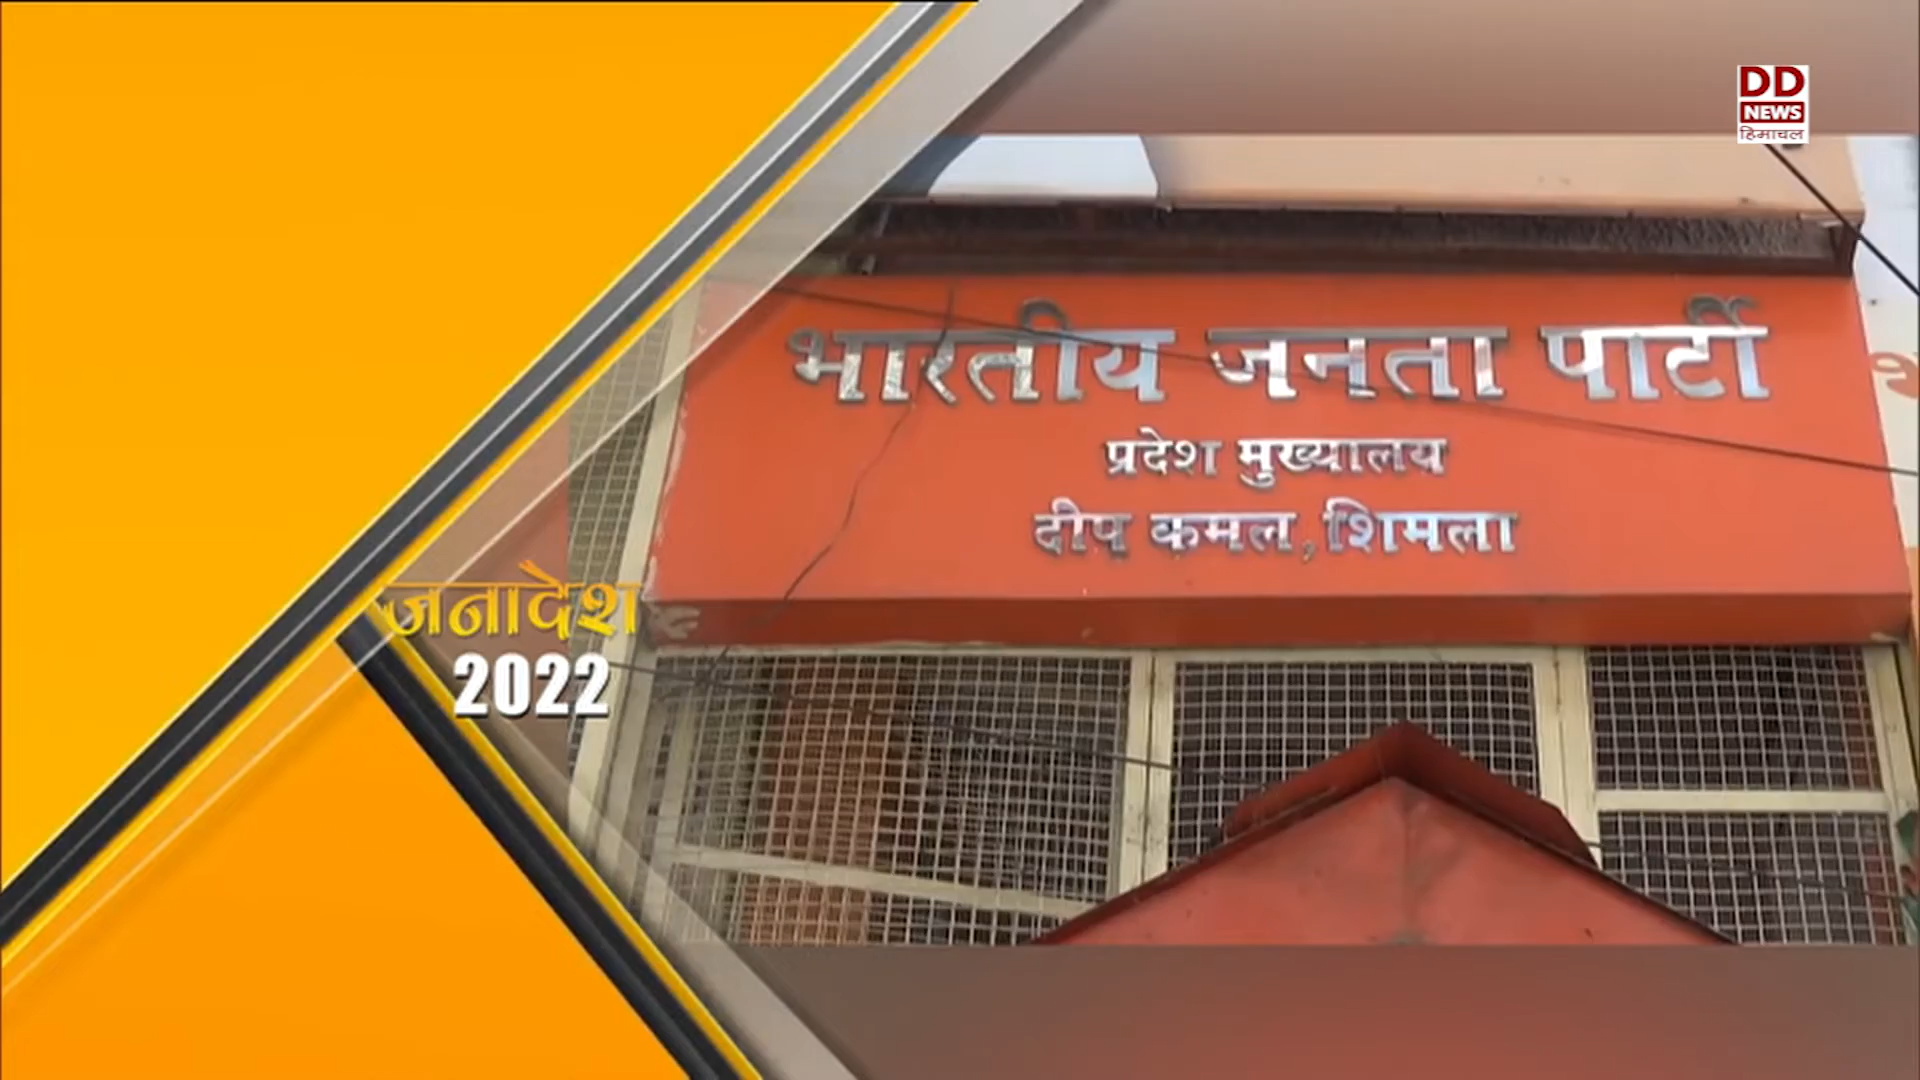 DD
NEWS
हिमाचल
भारतीय जनता पार्टी
प्रदेश मुख्यालय
दीप कमल, शिमला
जनादेश
2022